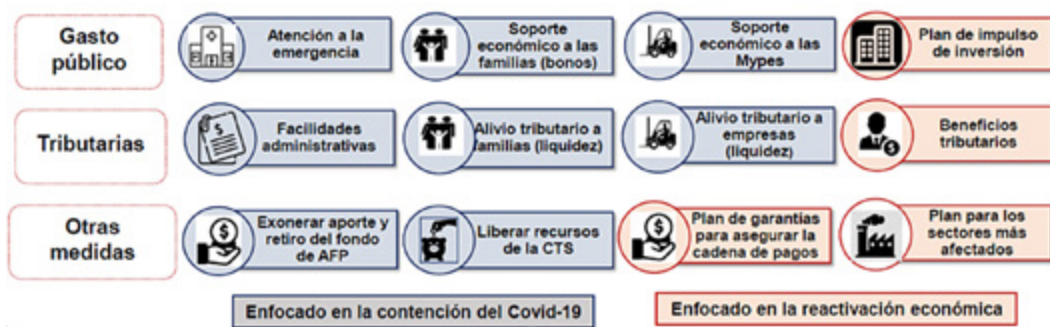 Gasto
público
Atención a la
emergencia
Soporte
económico a las
familias (bonos)
Soporte
económico a las
Mypes
Plan de impulso
de inversión
Tributarias
Facilidades
administrativas
Alivio tributario a
familias (liquidez)
Alivio tributario a
empresas
(liquidez)
Beneficios
tributarios
Otras
medidas
Exonerar aporte y
retiro del fondo
de AFP
Liberar recursos
de la CTS
Plan de garantías
para asegurar la
cadena de pagos
Plan para los
sectores más
afectados
Enfocado en la contención del Covid-19
Enfocado en la reactivación económica